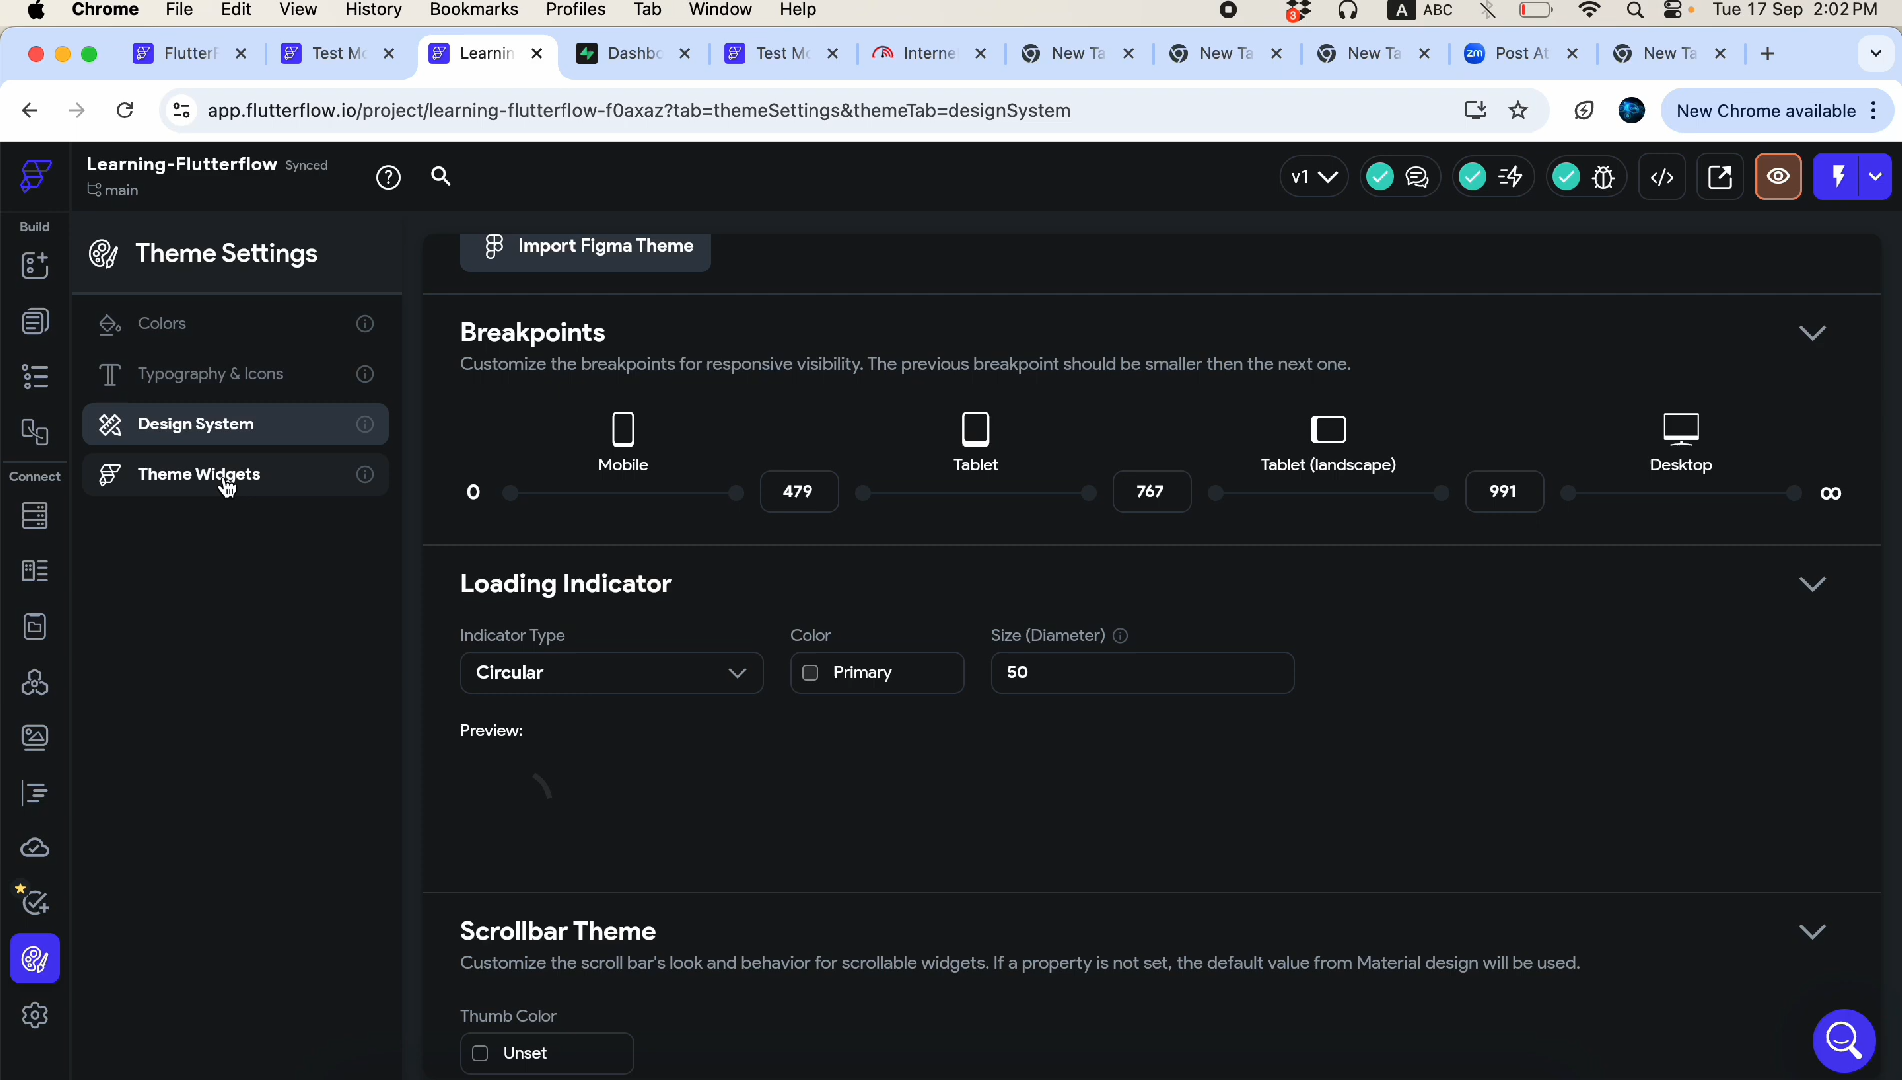 Chrome File Edit View History Bookmarks Profiles Tab Window Help 3 A ABC Tue 17 Sep 2:02 PM
FlutterF Test Mo Learnin Dashbo Test Mo Interne New Ta New Ta New Ta zm Post At New Ta
app.flutterflow.io/project/learning-flutterflow-f0axaz?tab=themeSettings&themeTab=designSystem New Chrome available
Learning-Flutterflow Synced
main
? v1
Build
Theme Settings
Import Figma Theme
Colors
Typography & Icons
Design System
Theme Widgets
Connect
Breakpoints
Customize the breakpoints for responsive visibility. The previous breakpoint should be smaller then the next one.
Mobile Tablet Tablet (landscape) Desktop
0 479 767 991 ∞
Loading Indicator
Indicator Type Color Size (Diameter)
Circular Primary 50
Preview:
Scrollbar Theme
Customize the scroll bar's look and behavior for scrollable widgets. If a property is not set, the default value from Material design will be used.
Thumb Color
Unset